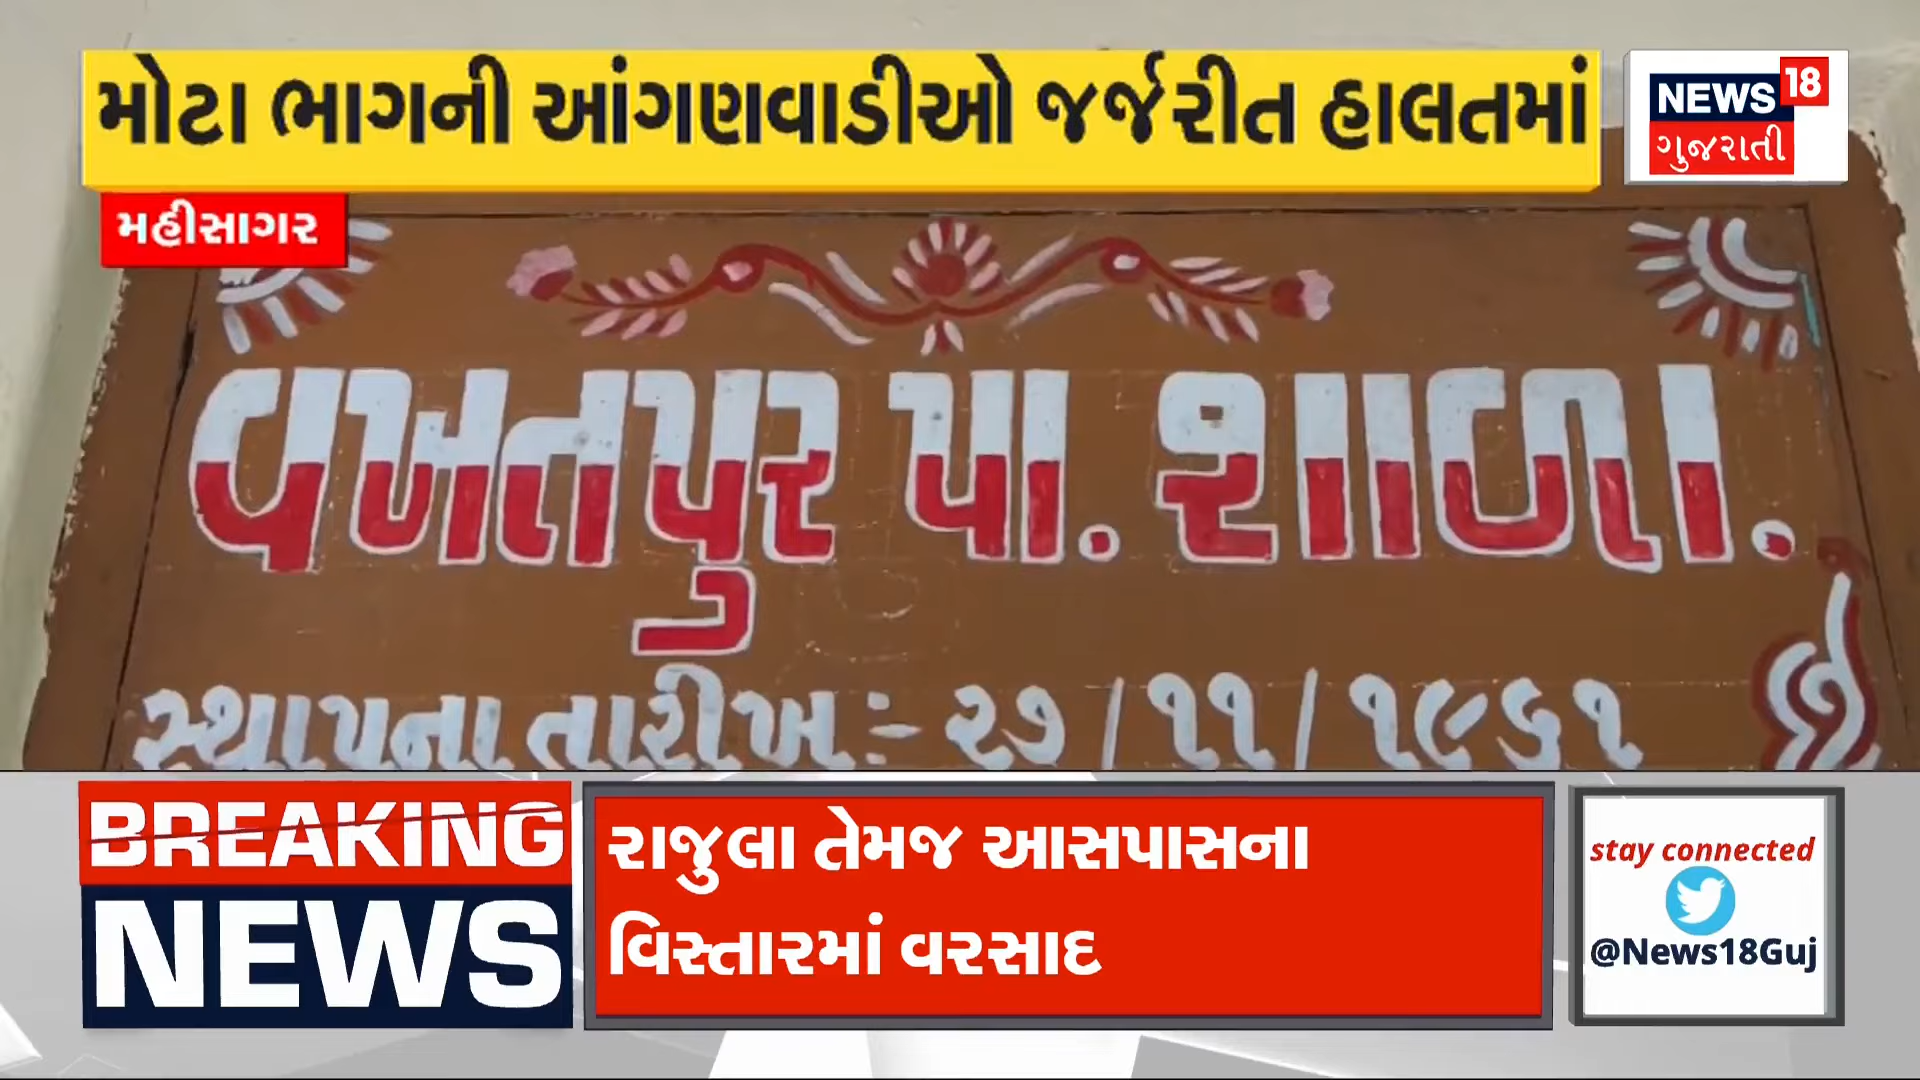 મોટા ભાગની આંગણવાડીઓ જર્જરીત હાલતમાં
NEWS 18
ગુજરાતી
મહીસાગર
વખતપુર પા. શાળા.
સ્થાપના તારીખ :- ૨૭/૧૧/૧૯૬૧
BREAKING
NEWS
રાજુલા તેમજ આસપાસના
વિસ્તારમાં વરસાદ
stay connected
@News18Guj